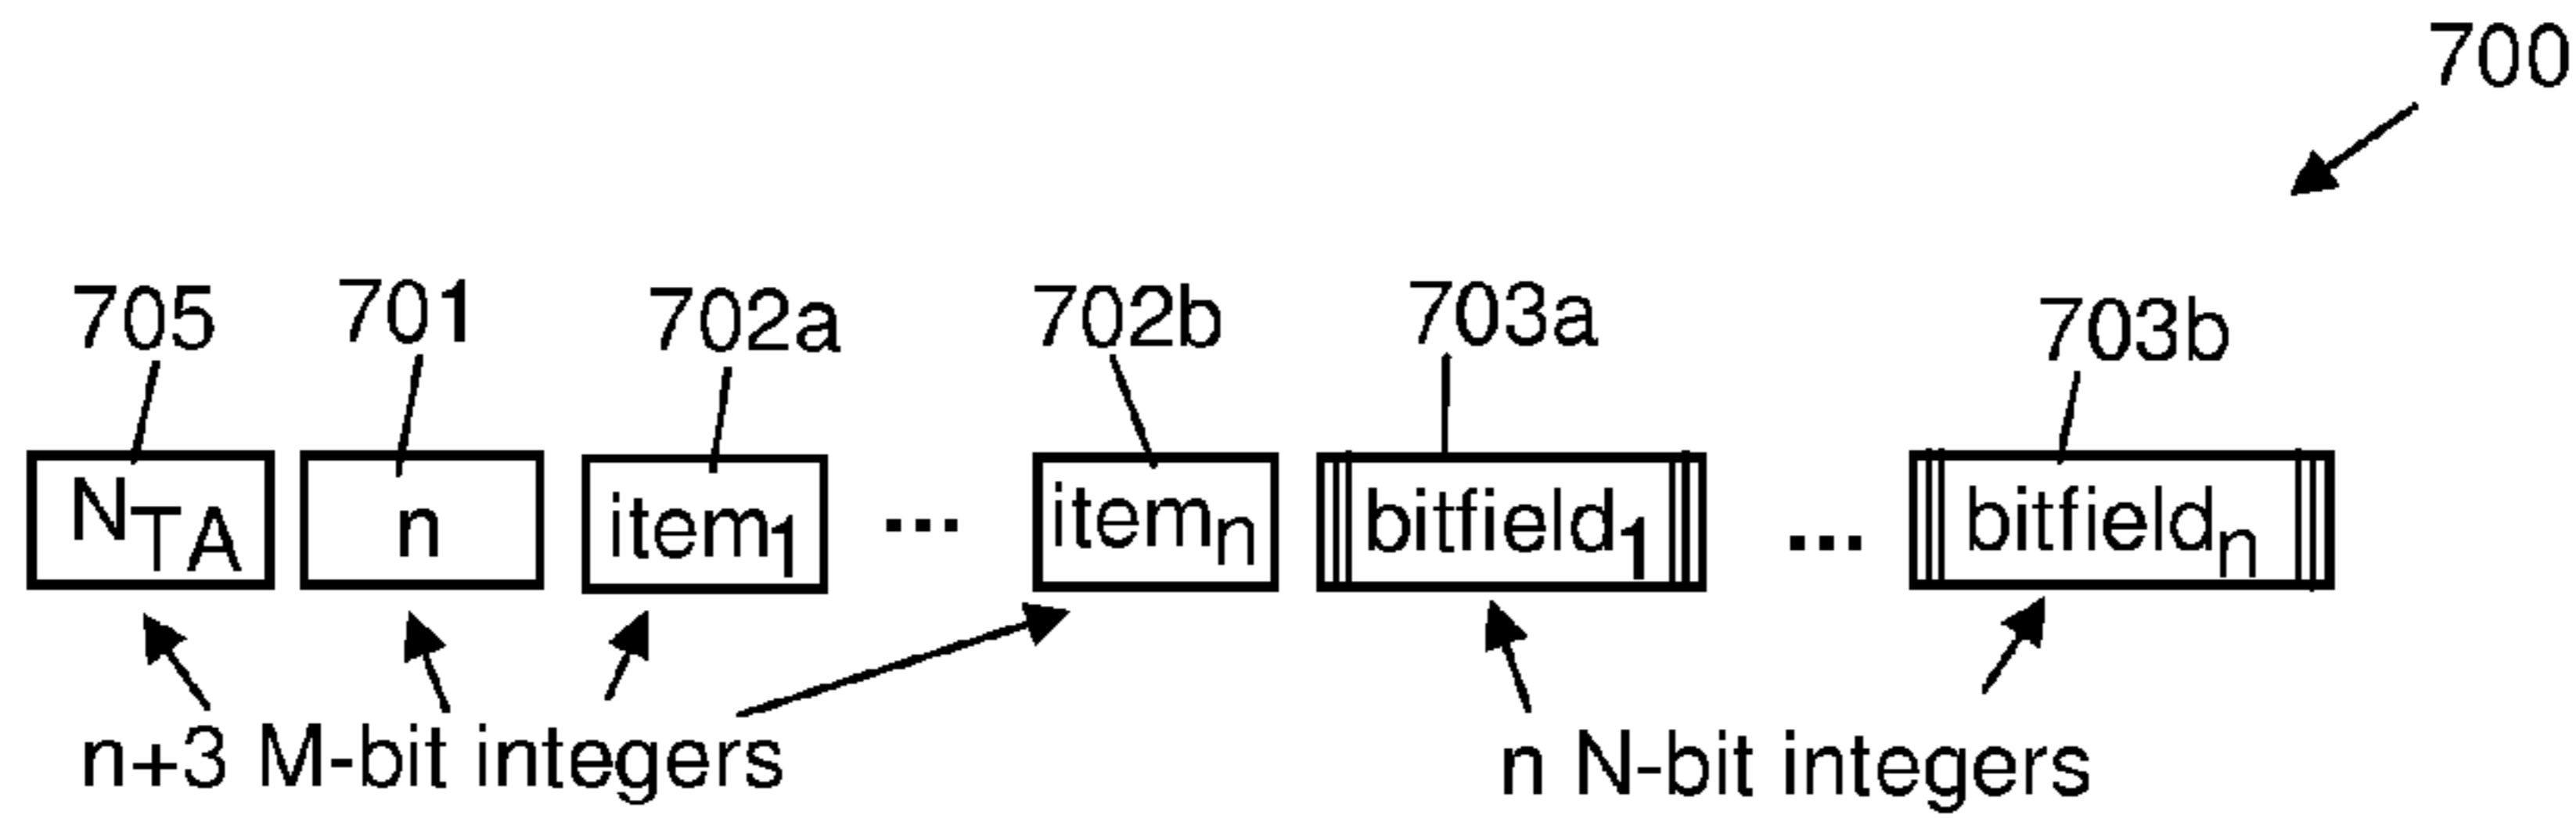 700
705 701 702a 702b 703a 703b
NTA n item1 ... itemn bitfield1 ... bitfieldn
n+3 M-bit integers n N-bit integers